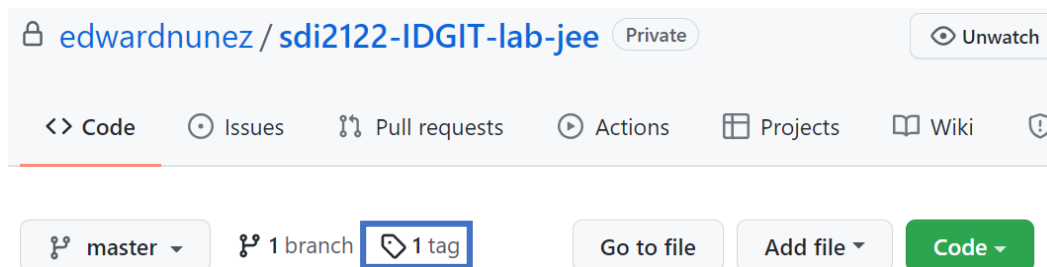 edwardnunez / sdi2122-IDGIT-lab-jee Private Unwatch
<> Code Issues Pull requests Actions Projects Wiki
master 1 branch 1 tag Go to file Add file Code